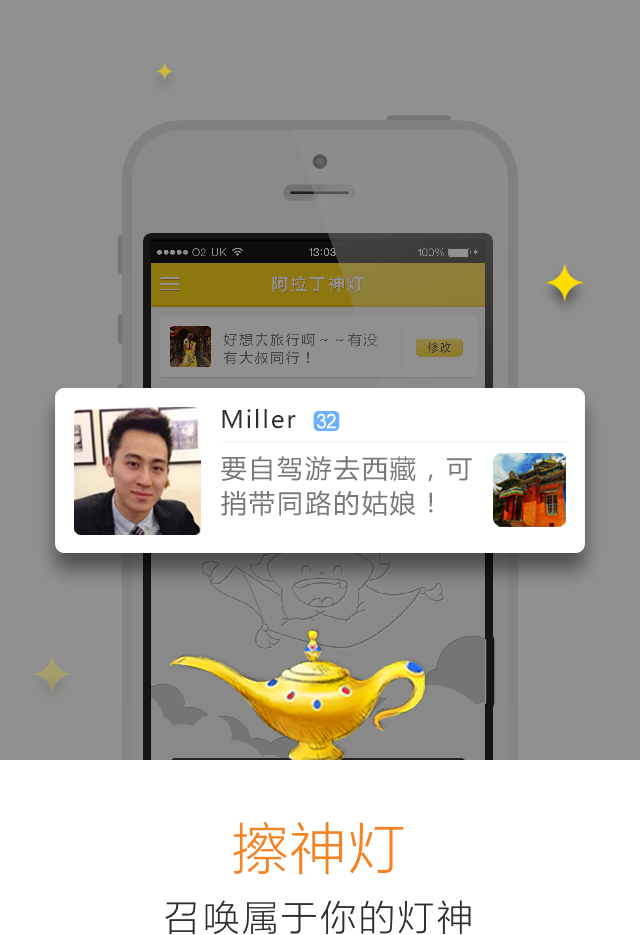 O2 UK 13:03 100%
阿拉丁神灯
好想去旅行啊~~有没
有大叔同行！
修改
Miller 32
要自驾游去西藏，可
捎带同路的姑娘！
擦神灯
召唤属于你的灯神